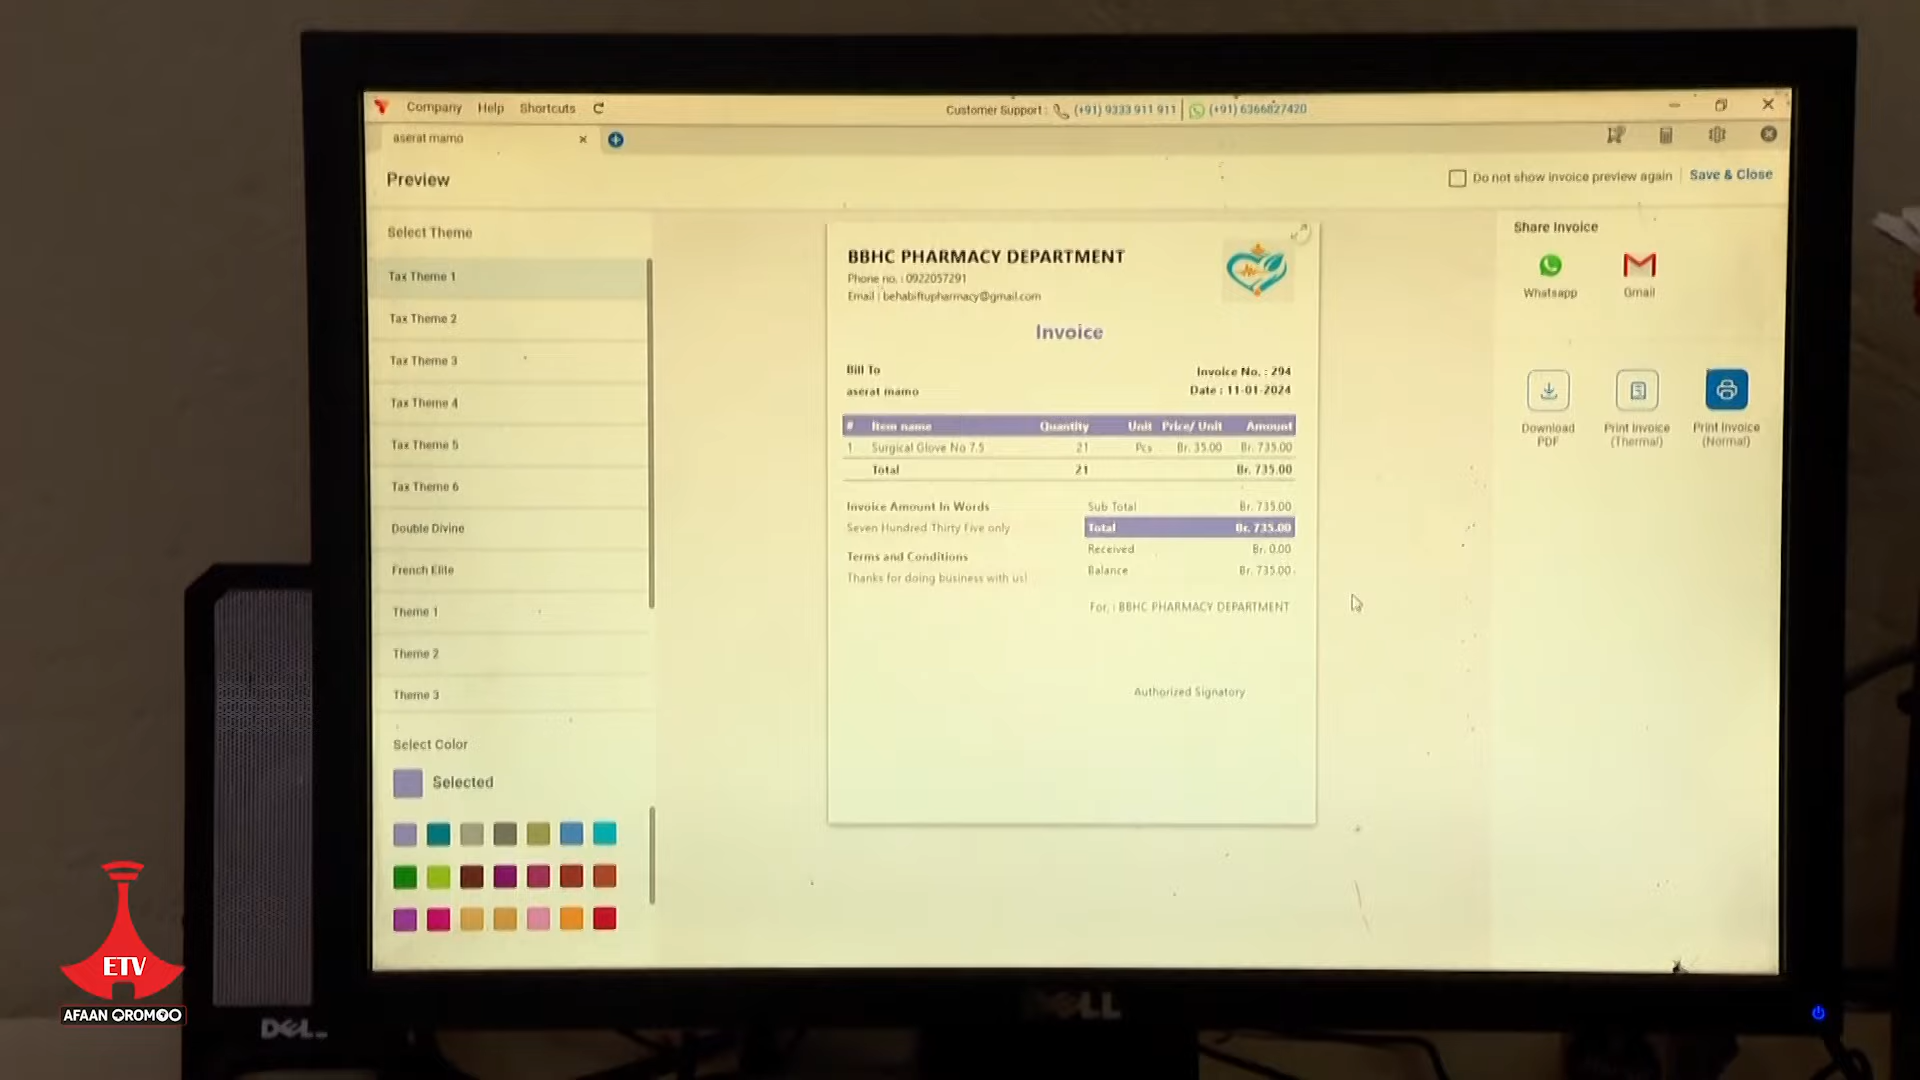 Company Help Shortcuts
Customer Support : (+91) 9333 911 911 | (+91) 6366827420
aserat mamo
Preview
Do not show invoice preview again
Save & Close
Select Theme
Tax Theme 1
Tax Theme 2
Tax Theme 3
Tax Theme 4
Tax Theme 5
Tax Theme 6
Double Divine
French Elite
Theme 1
Theme 2
Theme 3
Select Color
Selected
BBHC PHARMACY DEPARTMENT
Phone no. : 0922057291
Email : behabiftupharmacy@gmail.com
Invoice
Bill To
aserat mamo
Invoice No. : 294
Date : 11-01-2024
# Item name Quantity Unit Price/ Unit Amount
1 Surgical Glove No 7.5 21 Pcs Br. 35.00 Br. 735.00
Total 21 Br. 735.00
Invoice Amount In Words
Seven Hundred Thirty Five only
Terms and Conditions
Thanks for doing business with us!
Sub Total Br. 735.00
Total Br. 735.00
Received Br. 0.00
Balance Br. 735.00
For, : BBHC PHARMACY DEPARTMENT
Authorized Signatory
Share Invoice
Whatsapp
Gmail
Download
PDF
Print Invoice
(Thermal)
Print Invoice
(Normal)
DELL
DELL
ETV
AFAAN OROMOO